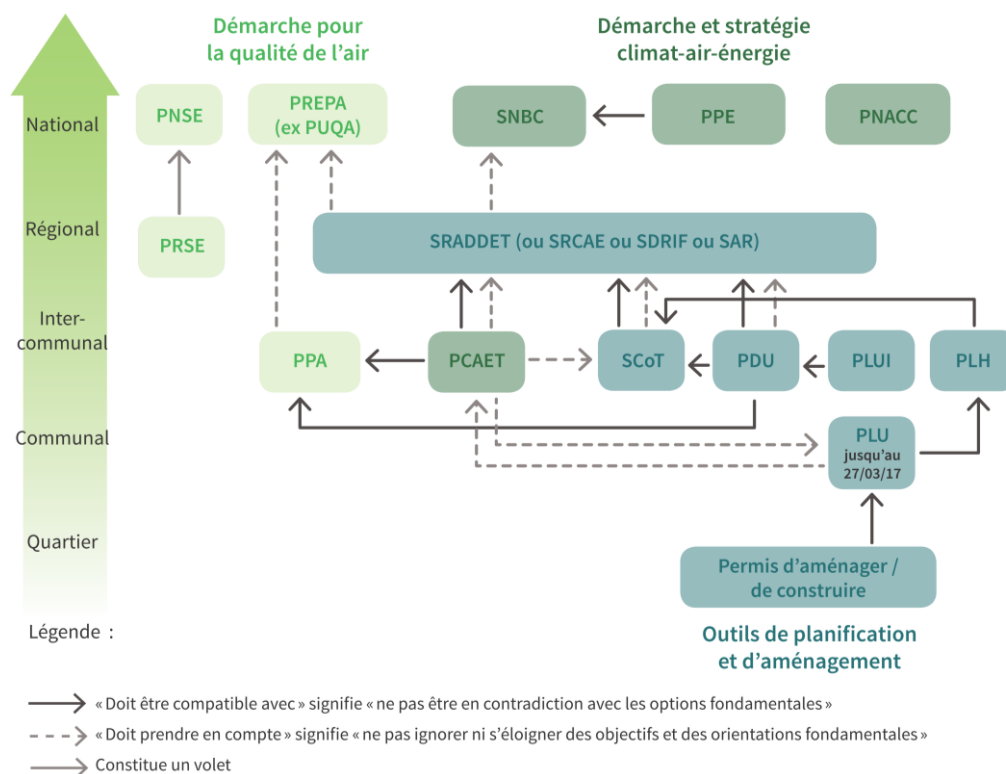 Démarche pour
la qualité de l’air
Démarche et stratégie
climat-air-énergie
National
PNSE
PREPA
(ex PUQA)
SNBC
PPE
PNACC
Régional
PRSE
SRADDET (ou SRCAE ou SDRIF ou SAR)
Inter-
communal
PPA
PCAET
SCoT
PDU
PLUI
PLH
Communal
PLU
jusqu’au
27/03/17
Quartier
Permis d’aménager /
de construire
Légende :
Outils de planification
et d’aménagement
« Doit être compatible avec » signifie « ne pas être en contradiction avec les options fondamentales »
« Doit prendre en compte » signifie « ne pas ignorer ni s’éloigner des objectifs et des orientations fondamentales »
Constitue un volet